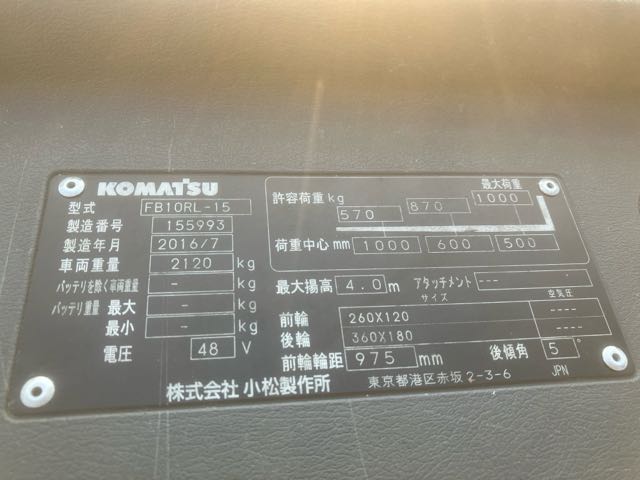 KOMATSU
型式 FB10RL-15
製造番号 155993
製造年月 2016/7
車両重量 2120 kg
バッテリを除く車両重量 - kg
バッテリ重量 最大 - kg
最小 - kg
電圧 48 V
最大荷重
許容荷重 kg 570 870 1000
荷重中心 mm 1000 600 500
最大揚高 4.0 m アタッチメント ---
サイズ 空気圧
前輪 260X120 ----
後輪 360X180 ----
前輪輪距 975 mm 後傾角 5°
株式会社 小松製作所 東京都港区赤坂2-3-6 JPN